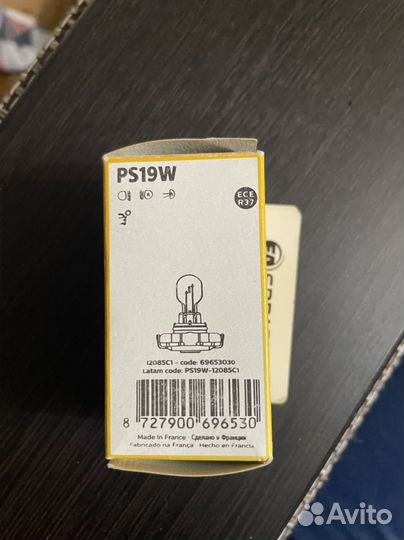 PS19W
ECE
R37
12085C1 - code: 69653030
Latam code: PS19W-12085C1
8 727900 696530
Made In France · Сделано в Франции
Fabricado na França · Hecho en Francia
Avito